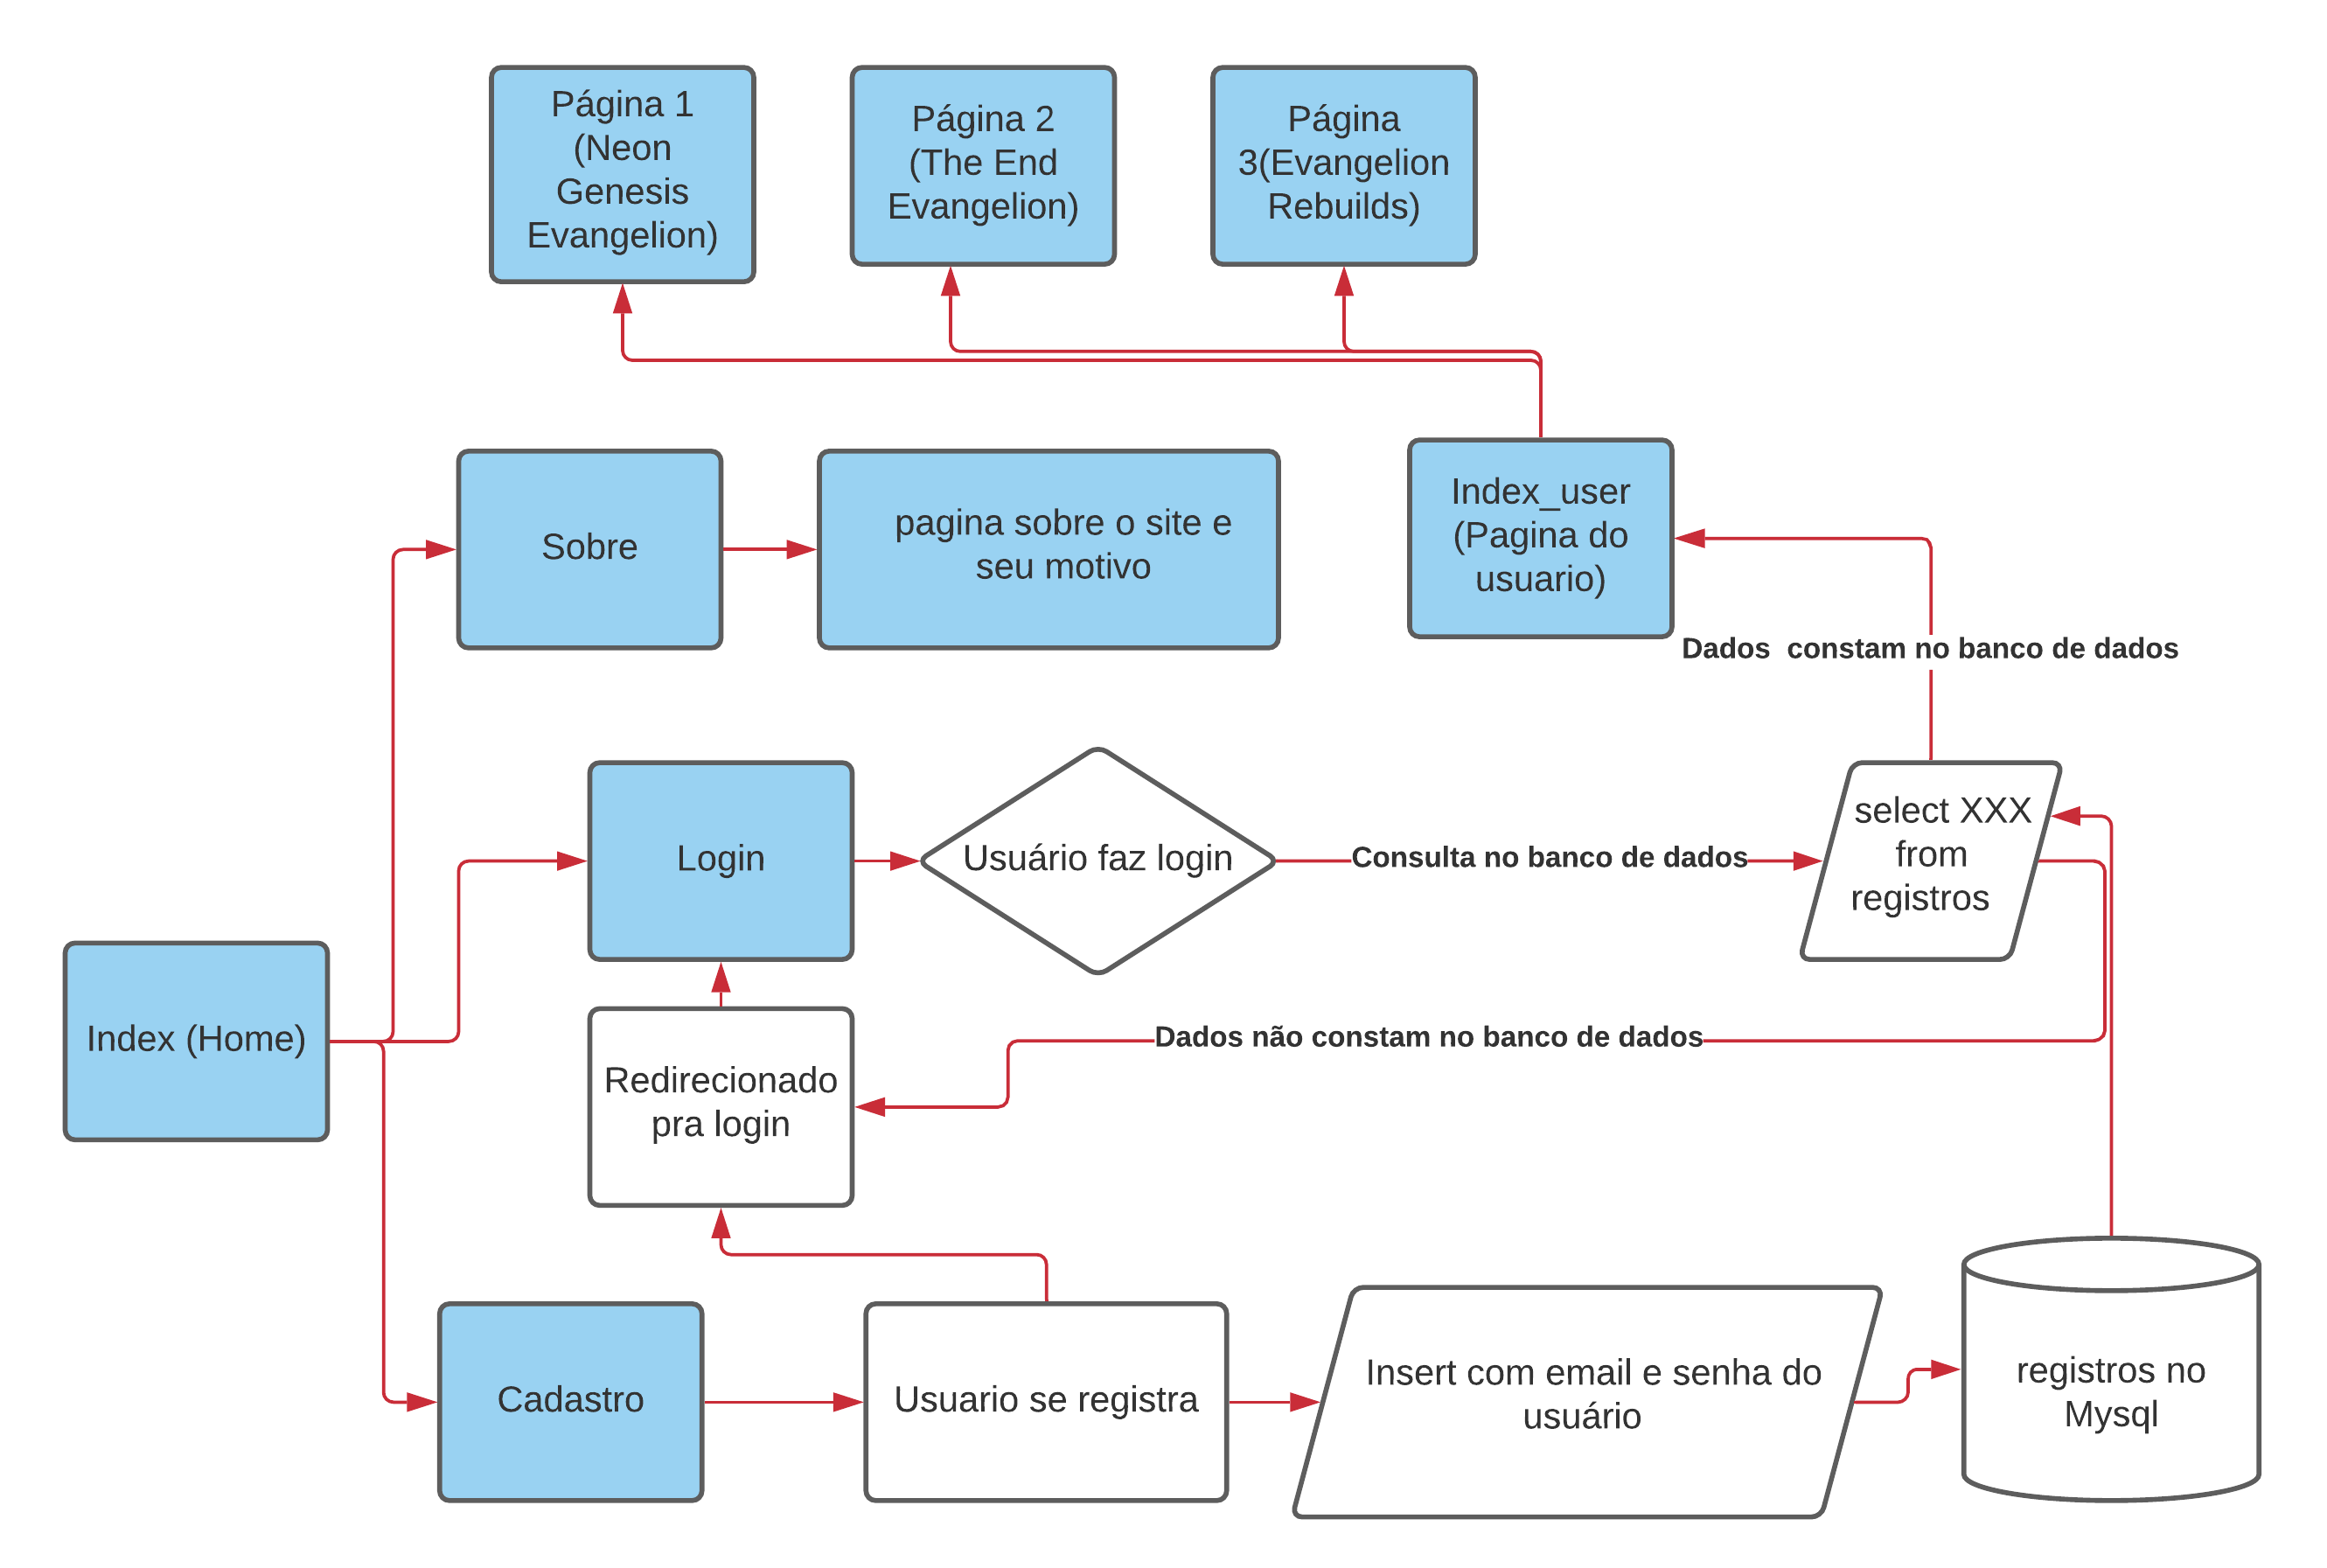 Página 1
(Neon
Genesis
Evangelion)
Página 2
(The End
Evangelion)
Página
3(Evangelion
Rebuilds)
Sobre
pagina sobre o site e
seu motivo
Index_user
(Pagina do
usuario)
Dados  constam no banco de dados
Login
Usuário faz login
Consulta no banco de dados
select XXX
from
registros
Index (Home)
Dados não constam no banco de dados
Redirecionado
pra login
Cadastro
Usuario se registra
Insert com email e senha do
usuário
registros no
Mysql